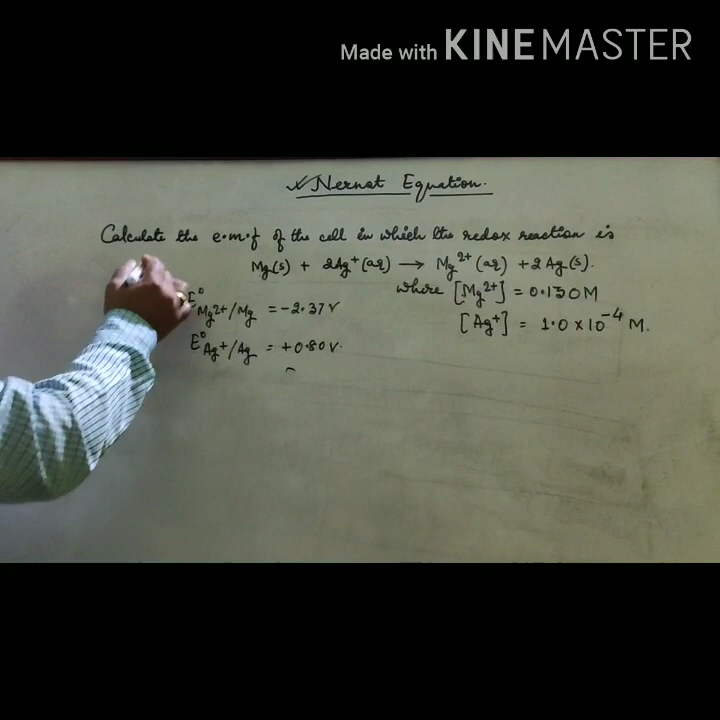 Made with KINEMASTER
Nernst Equation.
Calculate the e.m.f of the cell in which the redox reaction is
Mg(s) + 2Ag⁺(aq) → Mg²⁺(aq) + 2Ag(s).
where [Mg²⁺] = 0.130M
E°Mg²⁺/Mg = -2.37V
[Ag⁺] = 1.0 x 10⁻⁴ M.
E°Ag⁺/Ag = +0.80V.